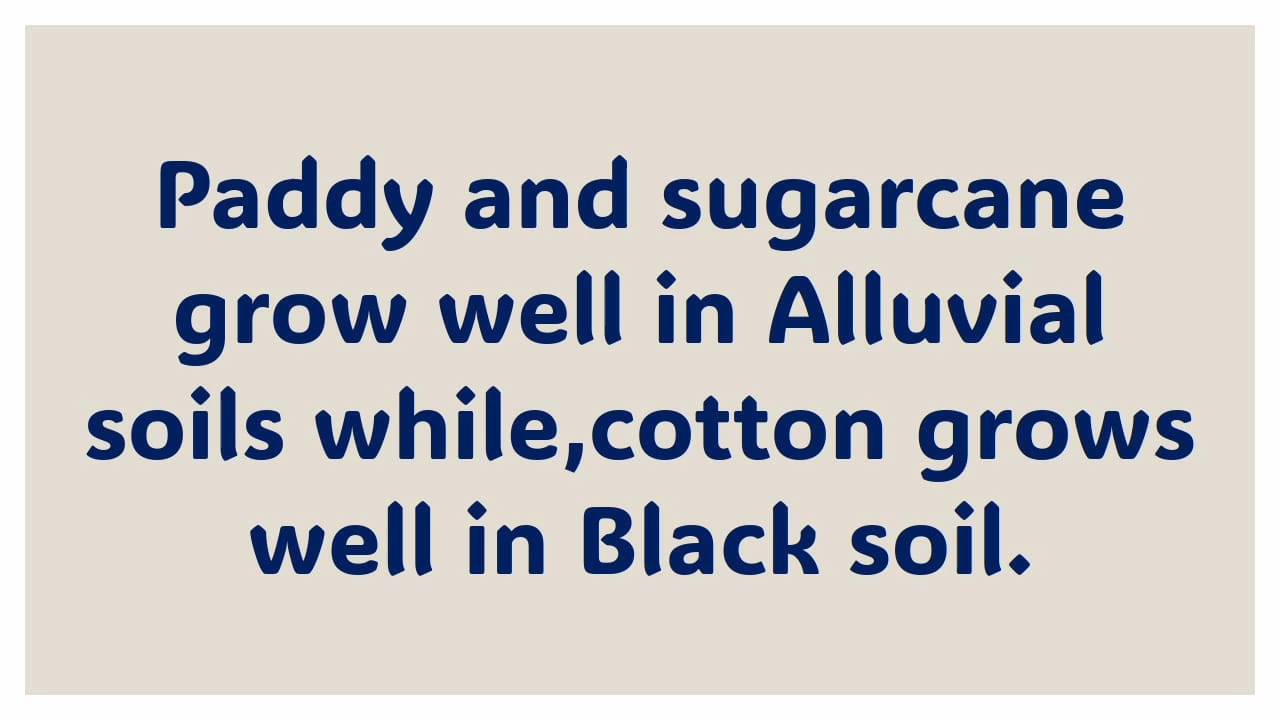 Paddy and sugarcane
grow well in Alluvial
soils while,cotton grows
well in Black soil.